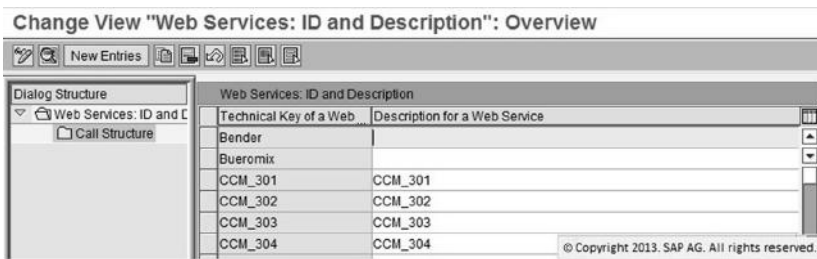 Change View "Web Services: ID and Description": Overview
New Entries
Dialog Structure
Web Services: ID and D
Call Structure
Web Services: ID and Description
Technical Key of a Web ... Description for a Web Service
Bender
Bueromix
CCM_301 CCM_301
CCM_302 CCM_302
CCM_303 CCM_303
CCM_304 CCM_304
© Copyright 2013. SAP AG. All rights reserved.